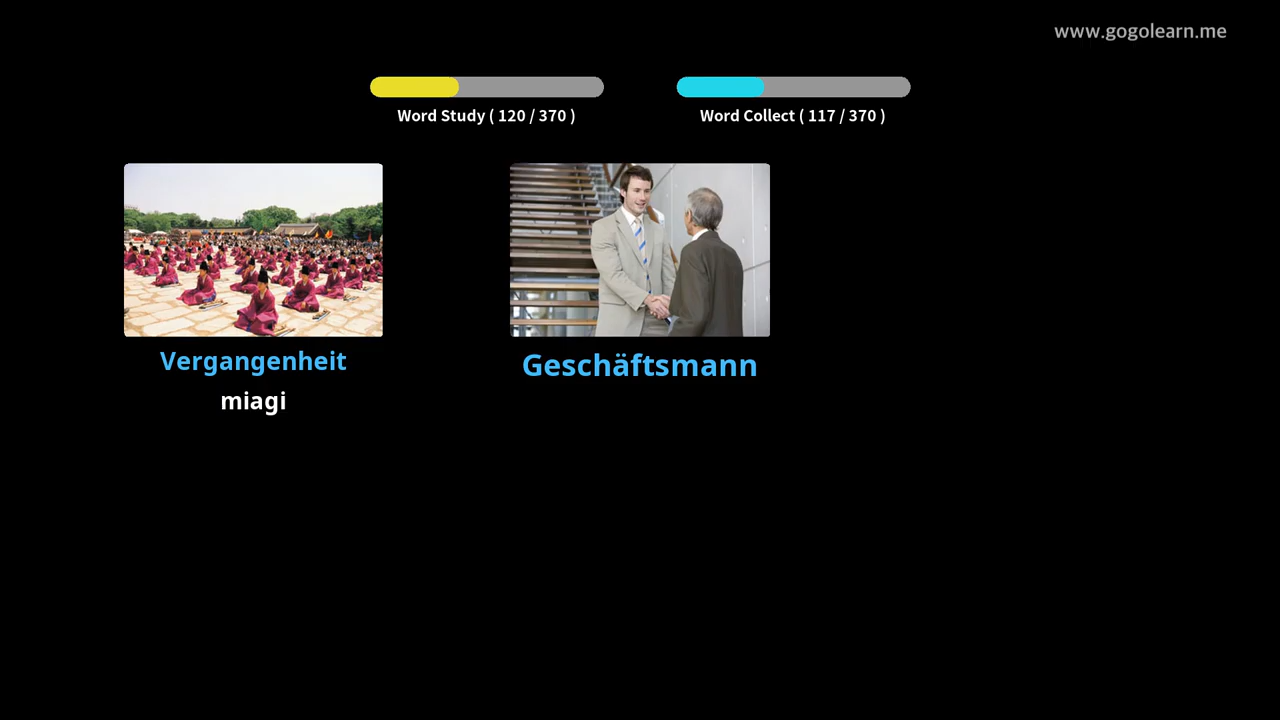 www.gogolearn.me
Word Study ( 120 / 370 )
Word Collect ( 117 / 370 )
Vergangenheit
miagi
Geschäftsmann